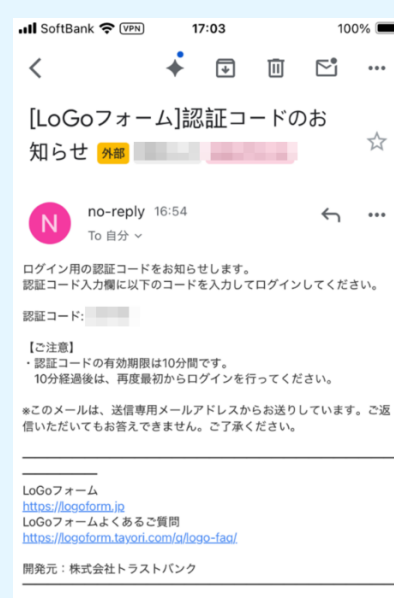 SoftBank VPN 17:03 100%
[LoGoフォーム]認証コードのお
知らせ 外部
N no-reply 16:54
To 自分
ログイン用の認証コードをお知らせします。
認証コード入力欄に以下のコードを入力してログインしてください。
認証コード:
【ご注意】
・認証コードの有効期限は10分間です。
10分経過後は、再度最初からログインを行ってください。
※このメールは、送信専用メールアドレスからお送りしています。ご返
信いただいてもお答えできません。ご了承ください。
LoGoフォーム
https://logoform.jp
LoGoフォームよくあるご質問
https://logoform.tayori.com/q/logo-faq/
開発元：株式会社トラストバンク